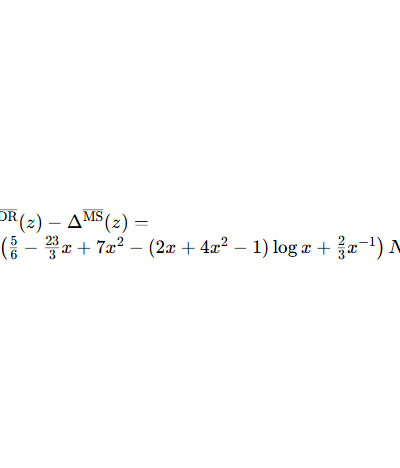 DR(z) − Δ^MS(z) =
(5/6 − 23/3 x + 7x² − (2x + 4x² − 1) log x + 2/3 x⁻¹) N